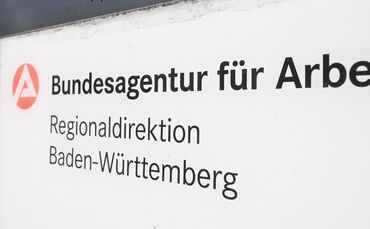 Bundesagentur für Arbe
Regionaldirektion
Baden-Württemberg